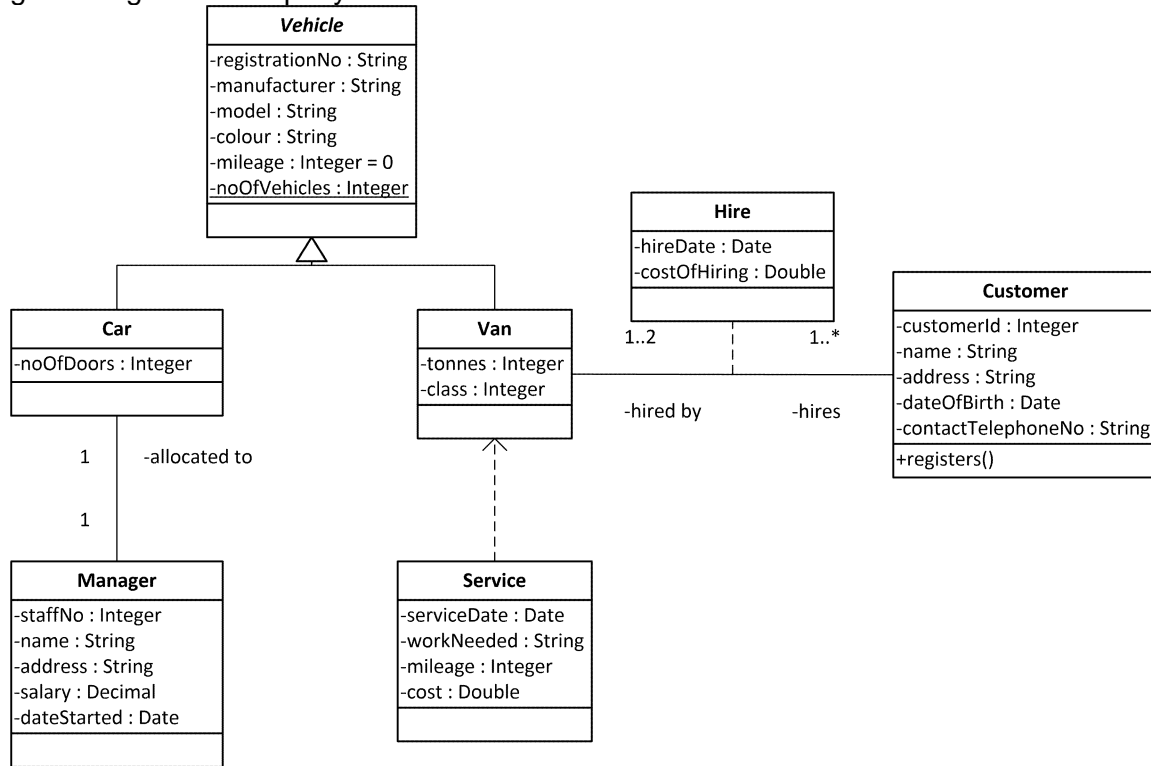 Vehicle
-registrationNo : String
-manufacturer : String
-model : String
-colour : String
-mileage : Integer = 0
-noOfVehicles : Integer
Hire
-hireDate : Date
-costOfHiring : Double
Customer
-customerId : Integer
-name : String
-address : String
-dateOfBirth : Date
-contactTelephoneNo : String
+registers()
Car
-noOfDoors : Integer
Van
-tonnes : Integer
-class : Integer
1..2
1..*
-hired by
-hires
1
-allocated to
1
Manager
-staffNo : Integer
-name : String
-address : String
-salary : Decimal
-dateStarted : Date
Service
-serviceDate : Date
-workNeeded : String
-mileage : Integer
-cost : Double